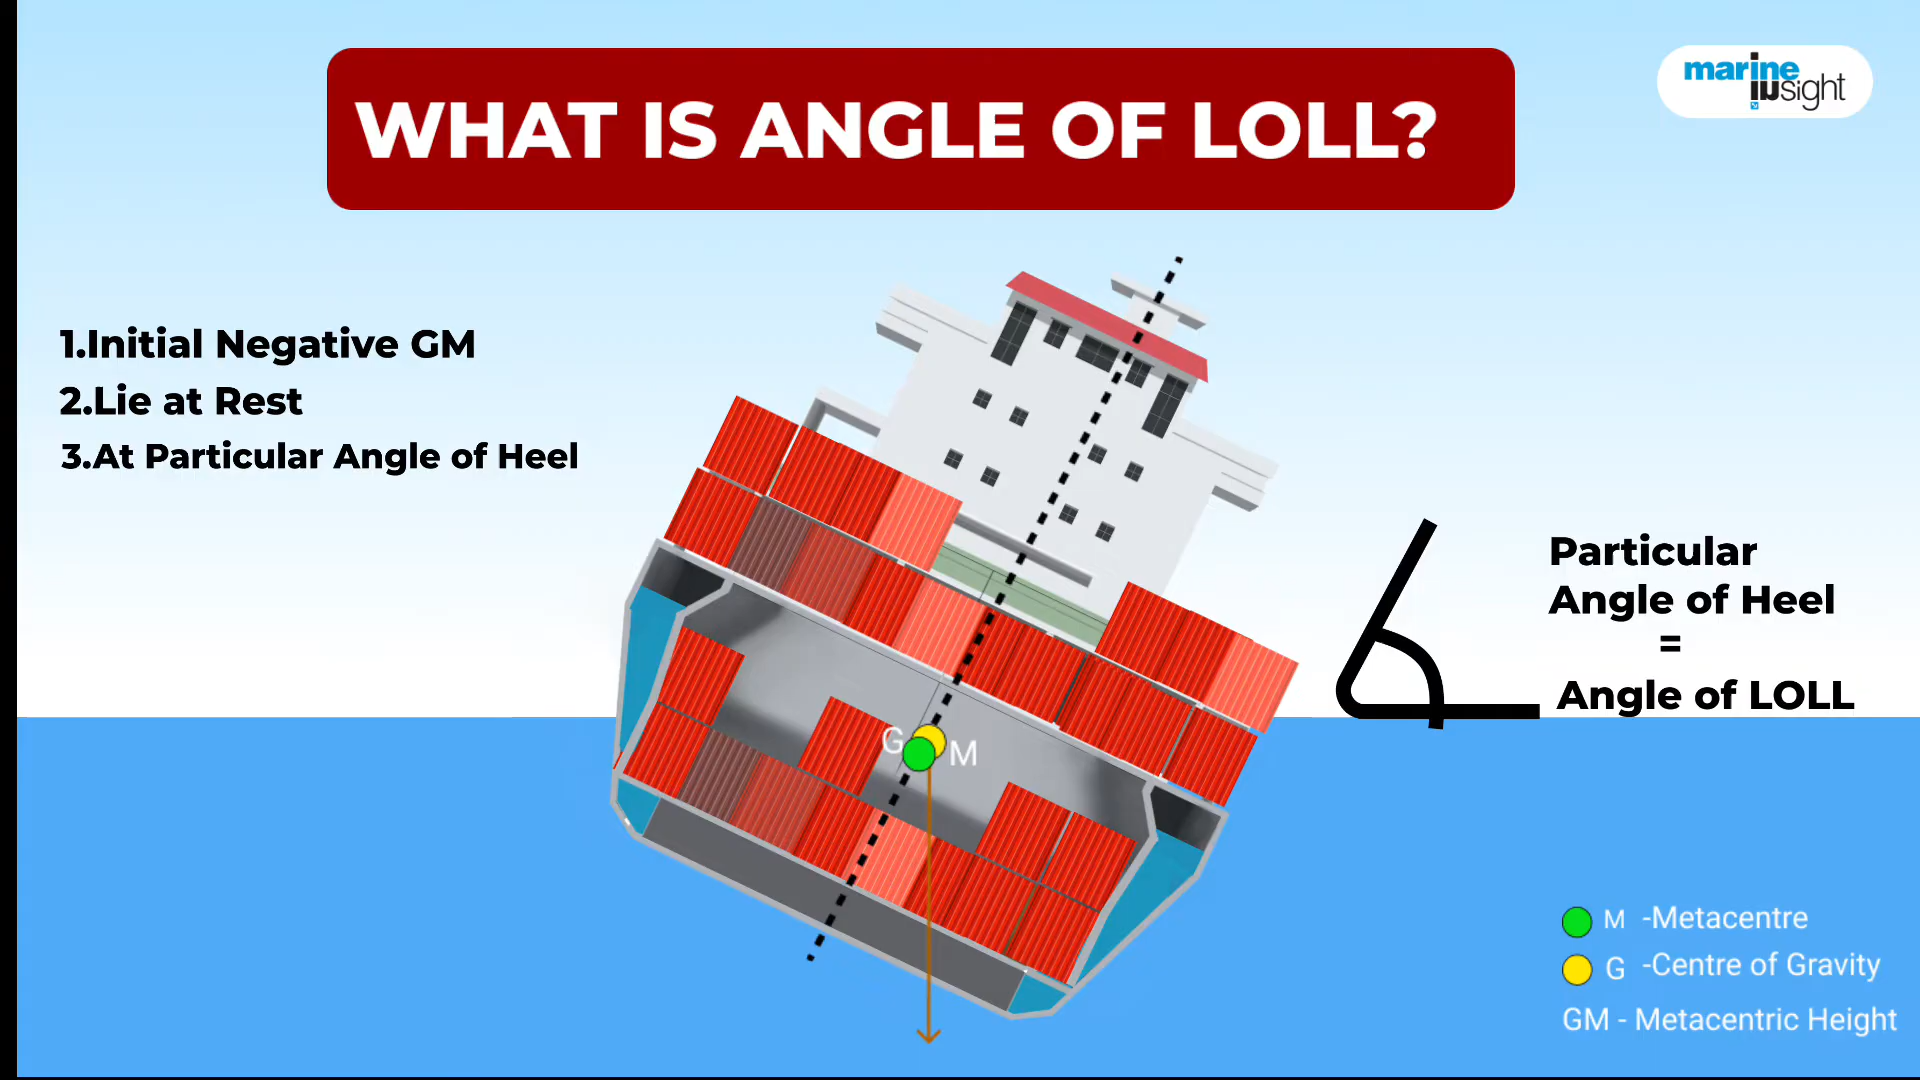 WHAT IS ANGLE OF LOLL?
marine
insight
1.Initial Negative GM
2.Lie at Rest
3.At Particular Angle of Heel
Particular
Angle of Heel
=
Angle of LOLL
G
M
M -Metacentre
G -Centre of Gravity
GM - Metacentric Height